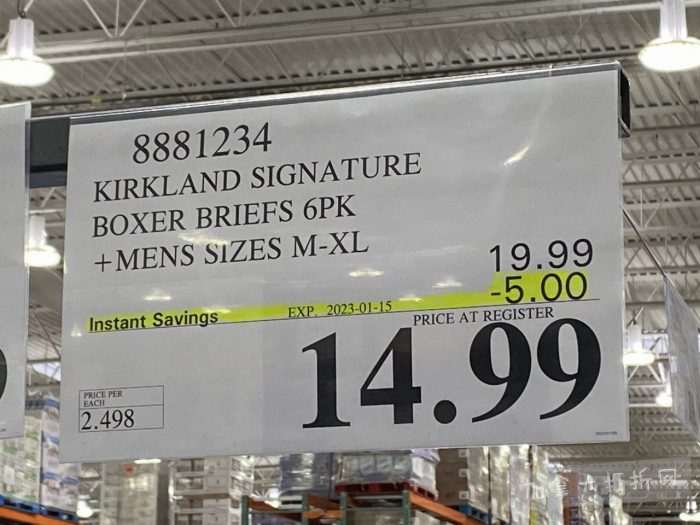 8881234
KIRKLAND SIGNATURE
BOXER BRIEFS 6PK
+MENS SIZES M-XL
19.99
Instant Savings EXP. 2023-01-15 -5.00
PRICE AT REGISTER
14.99
PRICE PER
EACH
2.498